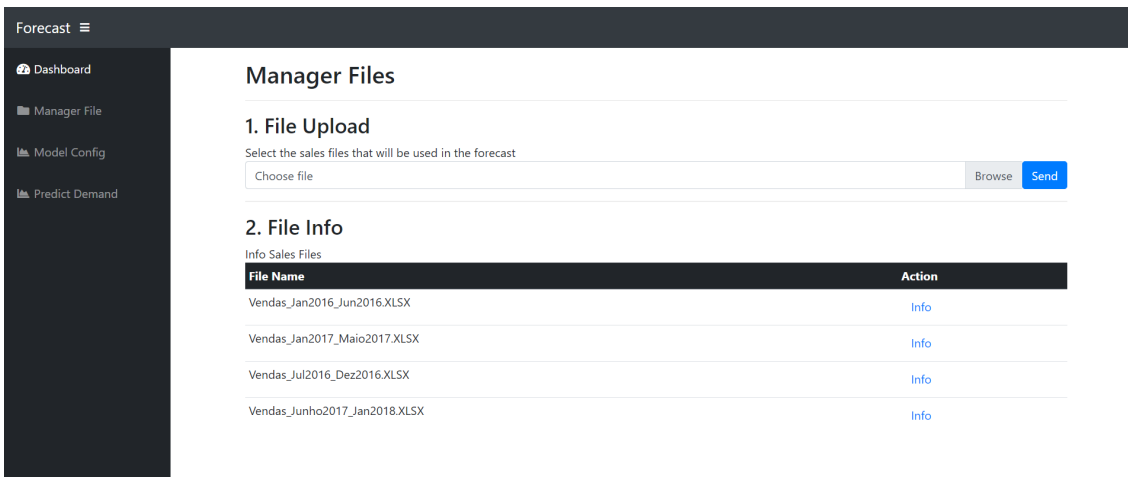 Forecast
Dashboard
Manager File
Model Config
Predict Demand
Manager Files
1. File Upload
Select the sales files that will be used in the forecast
Choose file Browse Send
2. File Info
Info Sales Files
File Name Action
Vendas_Jan2016_Jun2016.XLSX Info
Vendas_Jan2017_Maio2017.XLSX Info
Vendas_Jul2016_Dez2016.XLSX Info
Vendas_Junho2017_Jan2018.XLSX Info